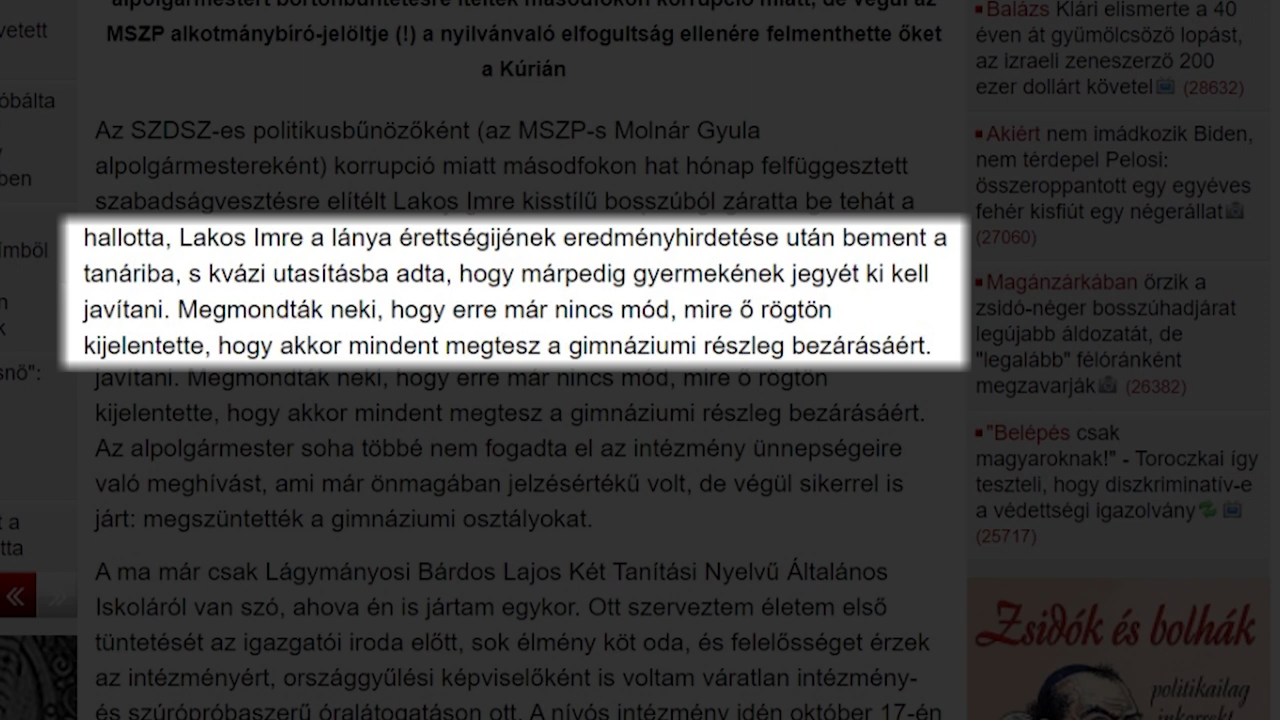 alpolgármestert börtönbüntetésre ítéltek másodfokon korrupció miatt, de végül az
MSZP alkotmánybíró-jelöltje (!) a nyilvánvaló elfogultság ellenére felmenthette őket
a Kúrián
Az SZDSZ-es politikusbűnözőként (az MSZP-s Molnár Gyula
alpolgármestereként) korrupció miatt másodfokon hat hónap felfüggesztett
szabadságvesztésre elítélt Lakos Imre kisstílű bosszúból záratta be tehát a
hallotta, Lakos Imre a lánya érettségijének eredményhirdetése után bement a
tanáriba, s kvázi utasításba adta, hogy márpedig gyermekének jegyét ki kell
javítani. Megmondták neki, hogy erre már nincs mód, mire ő rögtön
kijelentette, hogy akkor mindent megtesz a gimnáziumi részleg bezárásáért.
javítani. Megmondták neki, hogy erre már nincs mód, mire ő rögtön
kijelentette, hogy akkor mindent megtesz a gimnáziumi részleg bezárásáért.
Az alpolgármester soha többé nem fogadta el az intézmény ünnepségeire
való meghívást, ami már önmagában jelzésértékű volt, de végül sikerrel is
járt: megszüntették a gimnáziumi osztályokat.
A ma már csak Lágymányosi Bárdos Lajos Két Tanítási Nyelvű Általános
Iskoláról van szó, ahova én is jártam egykor. Ott szerveztem életem első
tüntetését az igazgatói iroda előtt, sok élmény köt oda, és felelősséget érzek
az intézményért, országgyűlési képviselőként is voltam váratlan intézmény-
és szúrópróbaszerű óralátogatáson ott. A nívós intézmény idén október 17-én
vetett
óbálta
ben
ímből
n
k
snő":
t a
tta
Balázs Klári elismerte a 40
éven át gyümölcsöző lopást,
az izraeli zeneszerző 200
ezer dollárt követel (28632)
Akiért nem imádkozik Biden,
nem térdepel Pelosi:
összeroppantott egy egyéves
fehér kisfiút egy négerállat
(27060)
Magánzárkában őrzik a
zsidó-néger bosszúhadjárat
legújabb áldozatát, de
"legalább" félóránként
megzavarják (26382)
"Belépés csak
magyaroknak!" - Toroczkai így
teszteli, hogy diszkriminatív-e
a védettségi igazolvány
(25717)
Zsidók és bolhák
politikailag